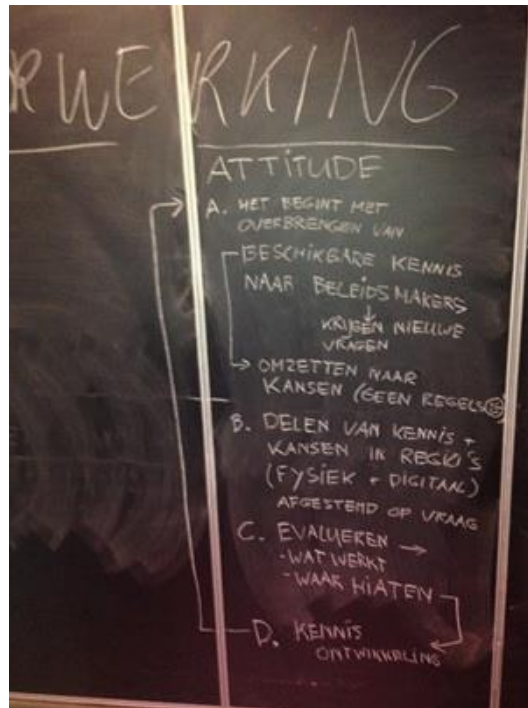 RWERKING
ATTITUDE
A. HET BEGINT MET
OVERBRENGEN VAN
BESCHIKBARE KENNIS
NAAR BELEIDSMAKERS
↓
KRIJGEN NIEUWE
VRAGEN
→ OMZETTEN NAAR
KANSEN (GEEN REGELS)
B. DELEN VAN KENNIS +
KANSEN IN REGIO'S
(FYSIEK + DIGITAAL)
AFGESTEMD OP VRAAG
C. EVALUEREN →
- WAT WERKT
- WAAR HIATEN
D. KENNIS
ONTWIKKELING